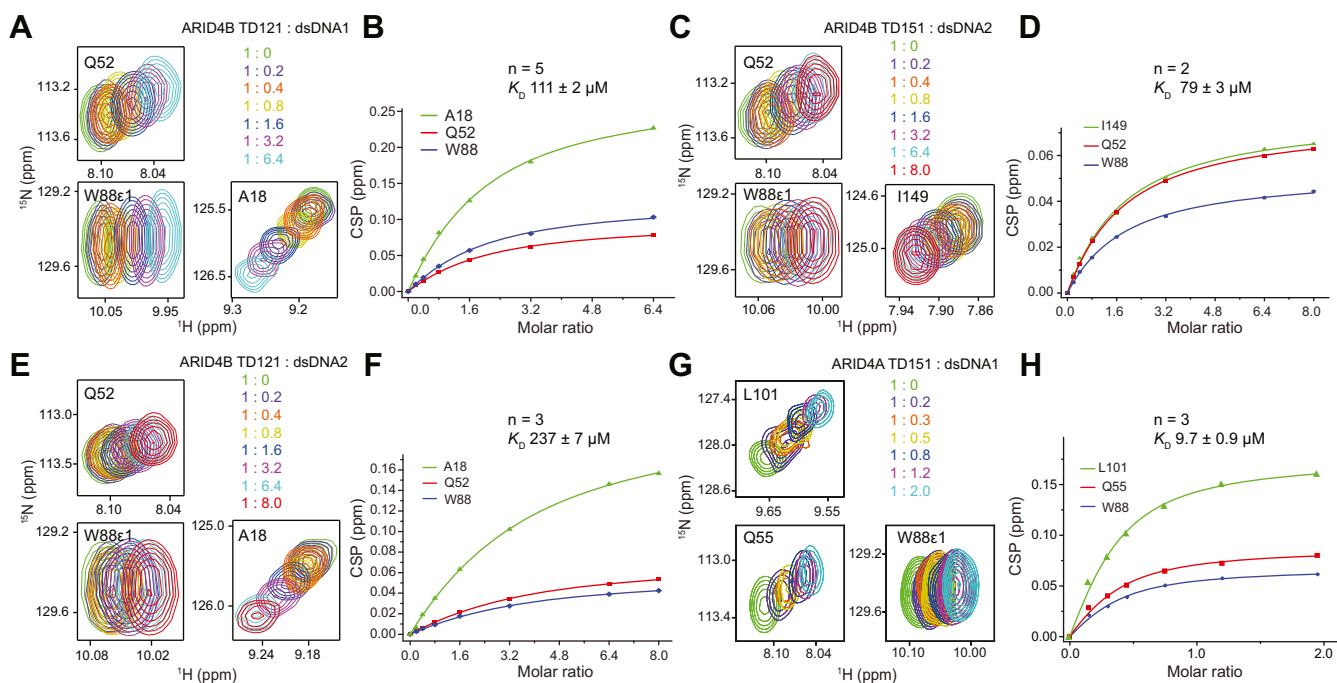 A
ARID4B TD121 : dsDNA1
Q52
113.2
113.6
8.10 8.04
1 : 0
1 : 0.2
1 : 0.4
1 : 0.8
1 : 1.6
1 : 3.2
1 : 6.4
¹⁵N (ppm)
W88ε1
129.2
129.6
10.05 9.95
A18
125.5
126.5
9.3 9.2
¹H (ppm)
B
n = 5
K_D 111 ± 2 μM
A18
Q52
W88
CSP (ppm)
0.25
0.20
0.15
0.10
0.05
0.00
0.0 1.6 3.2 4.8 6.4
Molar ratio
C
ARID4B TD151 : dsDNA2
Q52
113.2
113.6
8.10 8.04
1 : 0
1 : 0.2
1 : 0.4
1 : 0.8
1 : 1.6
1 : 3.2
1 : 6.4
1 : 8.0
¹⁵N (ppm)
W88ε1
129.2
129.6
10.06 10.00
I149
124.6
125.0
7.94 7.90 7.86
¹H (ppm)
D
n = 2
K_D 79 ± 3 μM
I149
Q52
W88
CSP (ppm)
0.06
0.04
0.02
0.00
0.0 1.6 3.2 4.8 6.4 8.0
Molar ratio
E
ARID4B TD121 : dsDNA2
Q52
113.0
113.5
8.10 8.04
1 : 0
1 : 0.2
1 : 0.4
1 : 0.8
1 : 1.6
1 : 3.2
1 : 6.4
1 : 8.0
¹⁵N (ppm)
W88ε1
129.2
129.6
10.08 10.02
A18
125.0
126.0
9.24 9.18
¹H (ppm)
F
n = 3
K_D 237 ± 7 μM
A18
Q52
W88
CSP (ppm)
0.16
0.14
0.12
0.10
0.08
0.06
0.04
0.02
0.00
0.0 1.6 3.2 4.8 6.4 8.0
Molar ratio
G
ARID4A TD151 : dsDNA1
L101
127.4
128.0
128.6
9.65 9.55
1 : 0
1 : 0.2
1 : 0.3
1 : 0.5
1 : 0.8
1 : 1.2
1 : 2.0
¹⁵N (ppm)
Q55
113.0
113.4
8.10 8.04
W88ε1
129.2
129.6
10.10 10.00
¹H (ppm)
H
n = 3
K_D 9.7 ± 0.9 μM
L101
Q55
W88
CSP (ppm)
0.15
0.10
0.05
0.00
0.0 1.0 2.0
Molar ratio